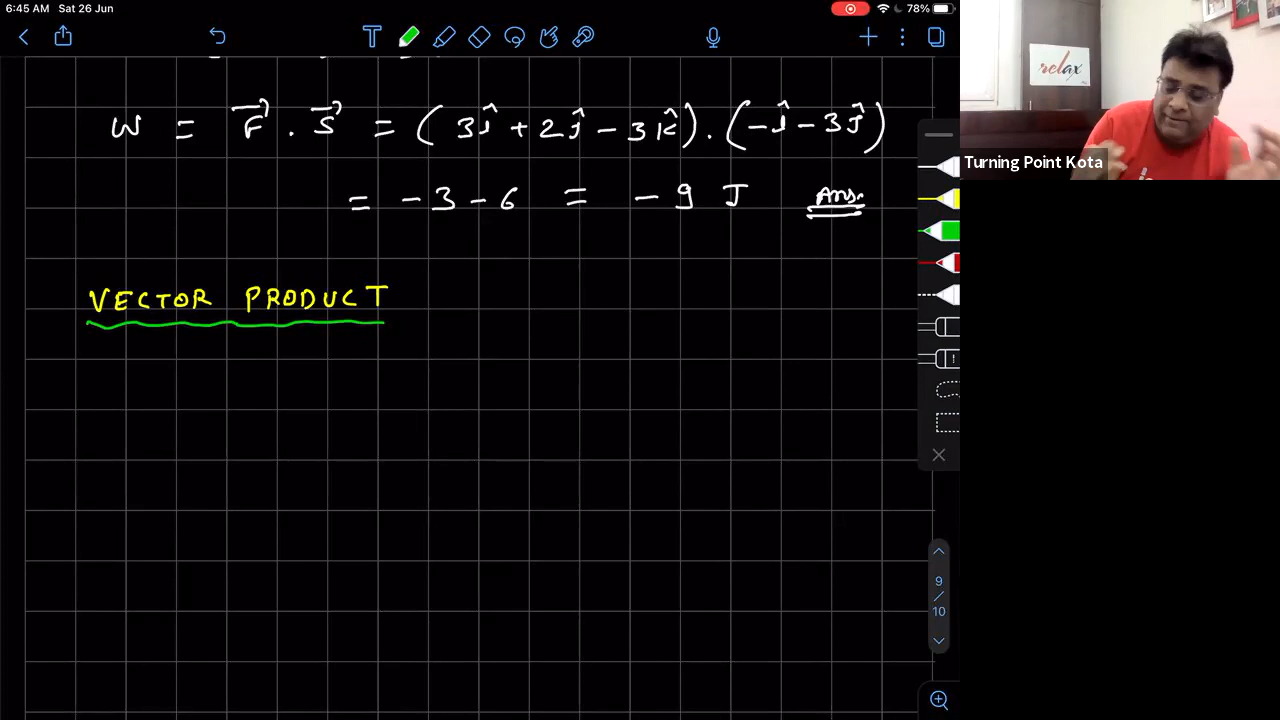 6:45 AM Sat 26 Jun
78%
W = F⃗ . S⃗ = ( 3î + 2ĵ - 3k̂ ) . ( -î - 3ĵ )
= -3 - 6 = - 9 J Ans.
VECTOR PRODUCT
relax
Turning Point Kota
9
/
10